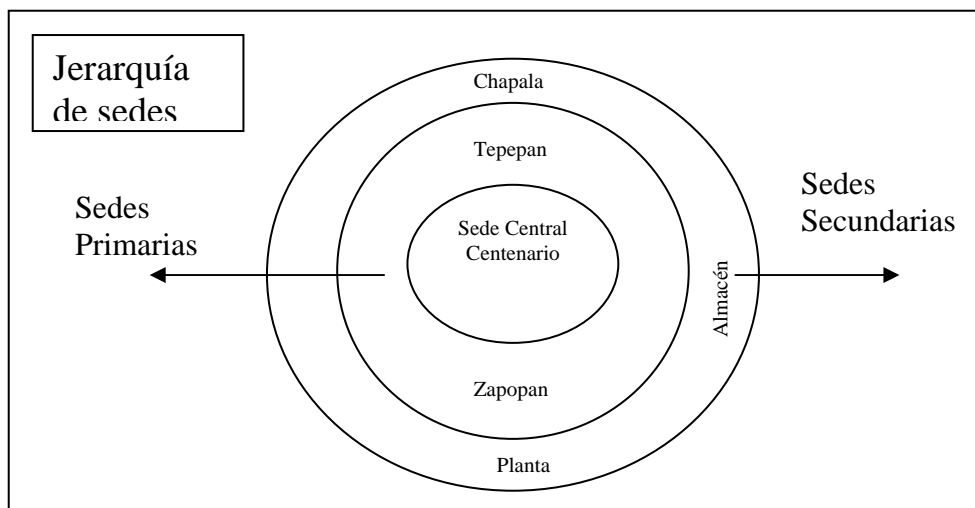 Jerarquía
de sedes
Chapala
Tepepan
Sedes
Primarias
Sede Central
Centenario
Sedes
Secundarias
Almacén
Zapopan
Planta